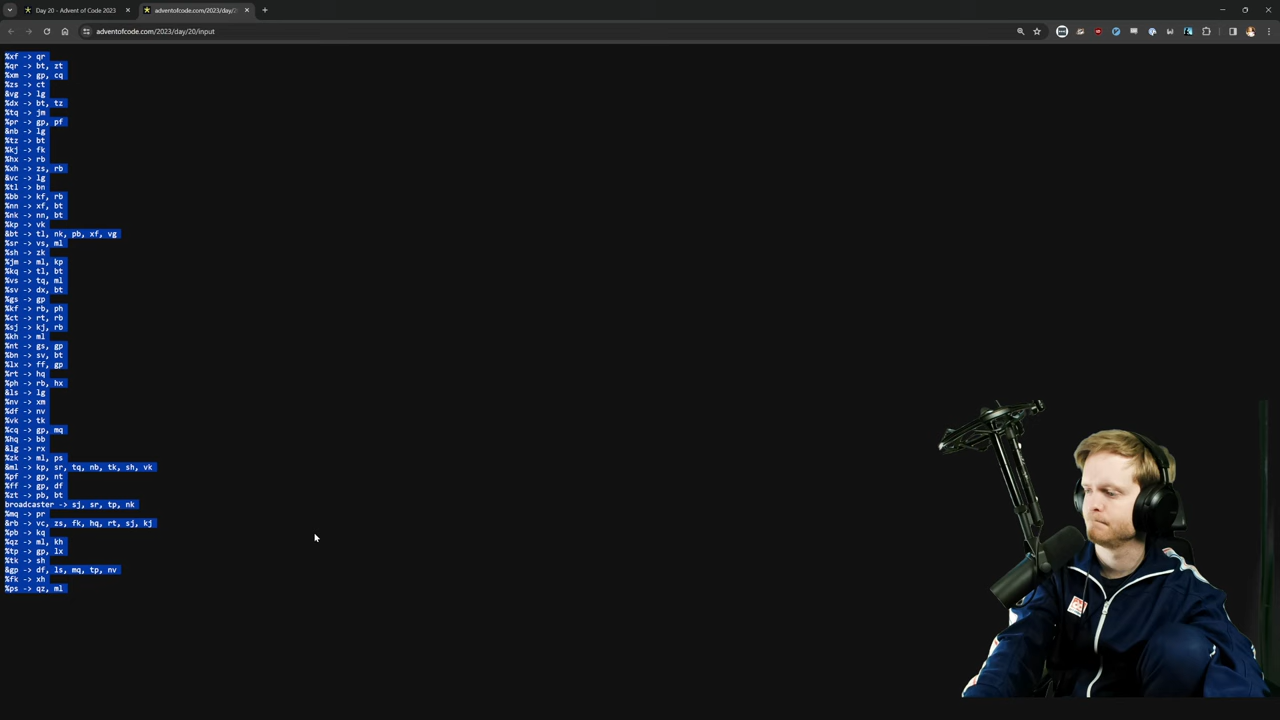 Day 20 - Advent of Code 2023
adventofcode.com/2023/day/2
adventofcode.com/2023/day/20/input
%xf -> qr
%qr -> bt, zt
%xm -> gp, cq
%zs -> ct
&vg -> lg
%dx -> bt, tz
%tq -> jm
%pr -> gp, pf
&nb -> lg
%tz -> bt
%kj -> fk
%hx -> rb
%xh -> zs, rb
&vc -> lg
%tl -> bn
%bb -> kf, rb
%nn -> xf, bt
%nk -> nn, bt
%kp -> vk
&bt -> tl, nk, pb, xf, vg
%sr -> vs, ml
%sh -> zk
%jm -> ml, kp
%kq -> tl, bt
%vs -> tq, ml
%sv -> dx, bt
%gs -> gp
%kf -> rb, ph
%ct -> rt, rb
%sj -> kj, rb
%kh -> ml
%nt -> gs, gp
%bn -> sv, bt
%lx -> ff, gp
%rt -> hq
%ph -> rb, hx
&ls -> lg
%nv -> xm
%df -> nv
%vk -> tk
%cq -> gp, mq
%hq -> bb
&lg -> rx
%zk -> ml, ps
&ml -> kp, sr, tq, nb, tk, sh, vk
%pf -> gp, nt
%ff -> gp, df
%zt -> pb, bt
broadcaster -> sj, sr, tp, nk
%mq -> pr
&rb -> vc, zs, fk, hq, rt, sj, kj
%pb -> kq
%qz -> ml, kh
%tp -> gp, lx
%tk -> sh
&gp -> df, ls, mq, tp, nv
%fk -> xh
%ps -> qz, ml